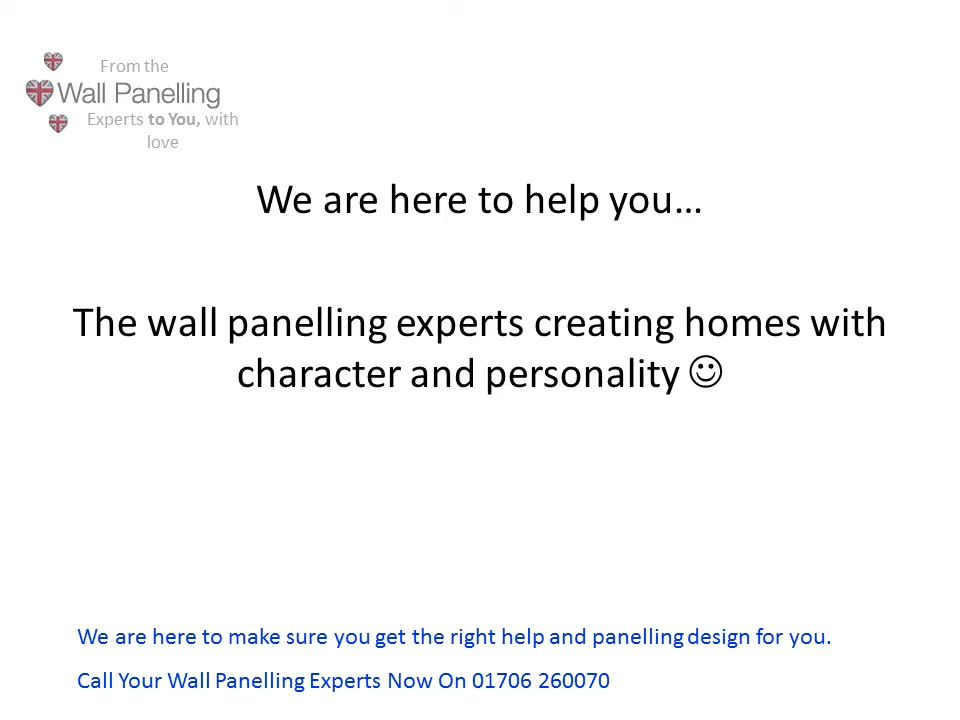 From the
Wall Panelling
Experts to You, with
love
We are here to help you…
The wall panelling experts creating homes with
character and personality ☺
We are here to make sure you get the right help and panelling design for you.
Call Your Wall Panelling Experts Now On 01706 260070